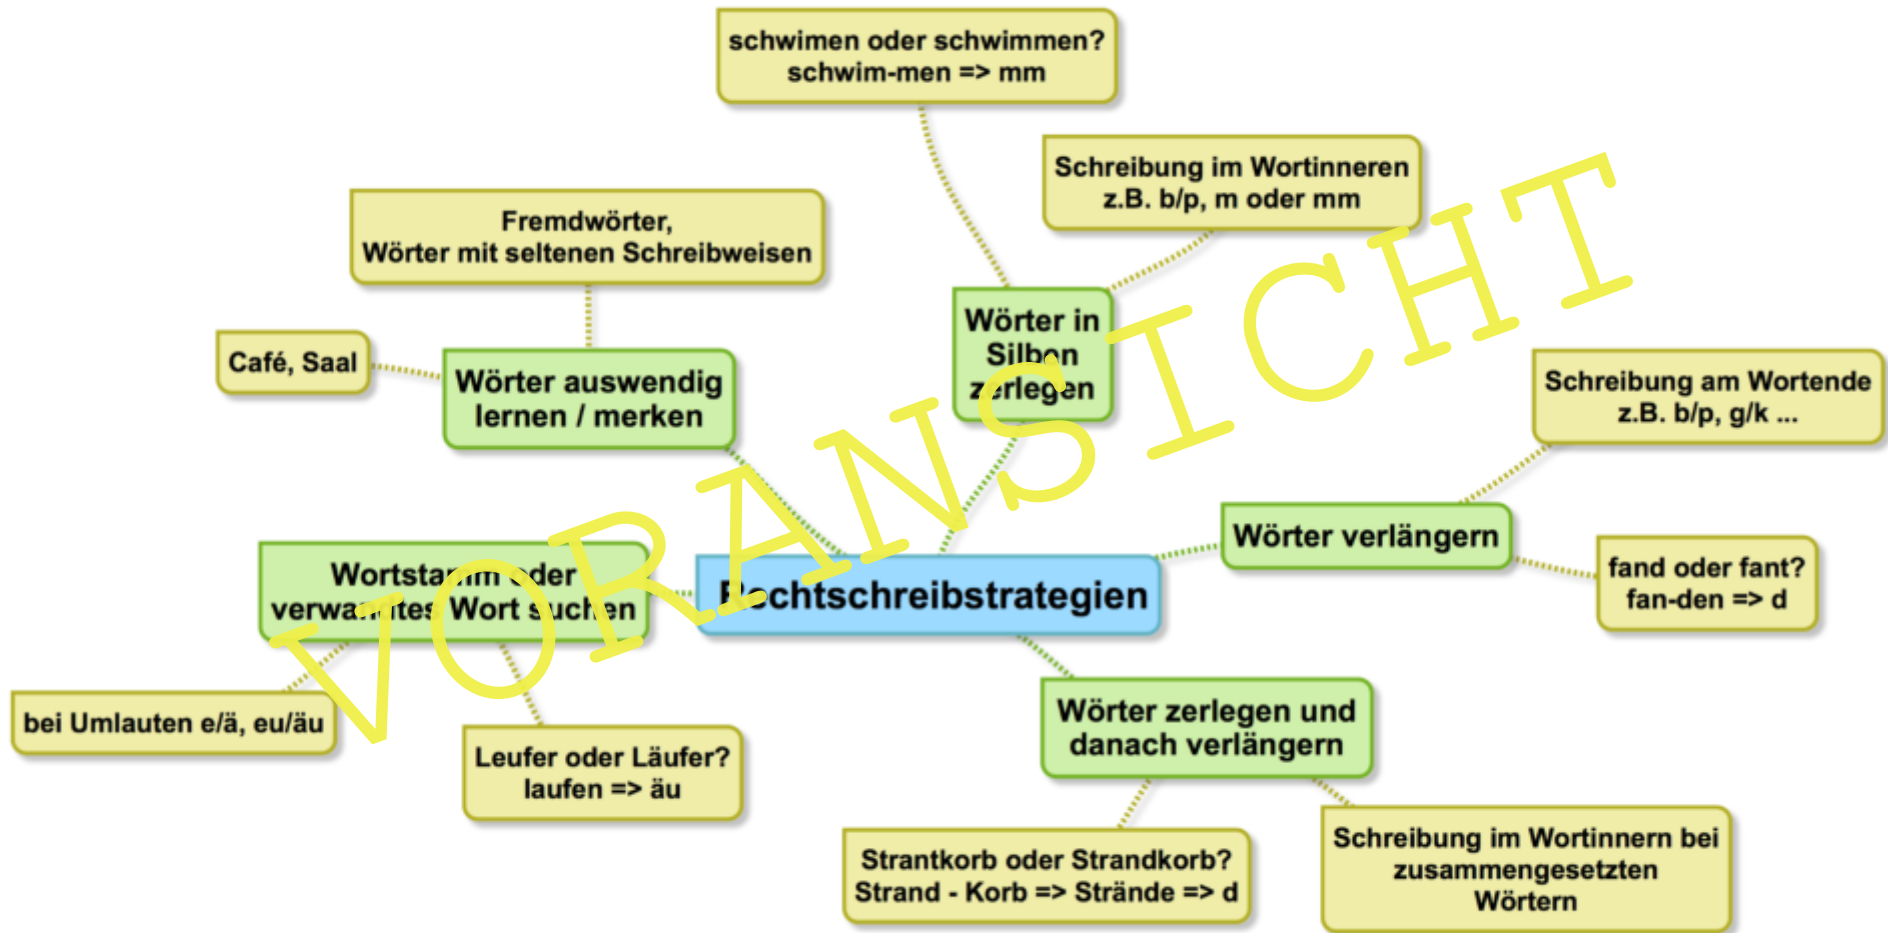 schwimen oder schwimmen?
schwim-men => mm
Schreibung im Wortinneren
z.B. b/p, m oder mm
Fremdwörter,
Wörter mit seltenen Schreibweisen
Wörter in
Silben
zerlegen
Café, Saal
Wörter auswendig
lernen / merken
Schreibung am Wortende
z.B. b/p, g/k ...
Wörter verlängern
fand oder fant?
fan-den => d
Wortstamm oder
verwandtes Wort suchen
Rechtschreibstrategien
bei Umlauten e/ä, eu/äu
Leufer oder Läufer?
laufen => äu
Wörter zerlegen und
danach verlängern
Strantkorb oder Strandkorb?
Strand - Korb => Strände => d
Schreibung im Wortinnern bei
zusammengesetzten
Wörtern
VORANSICHT